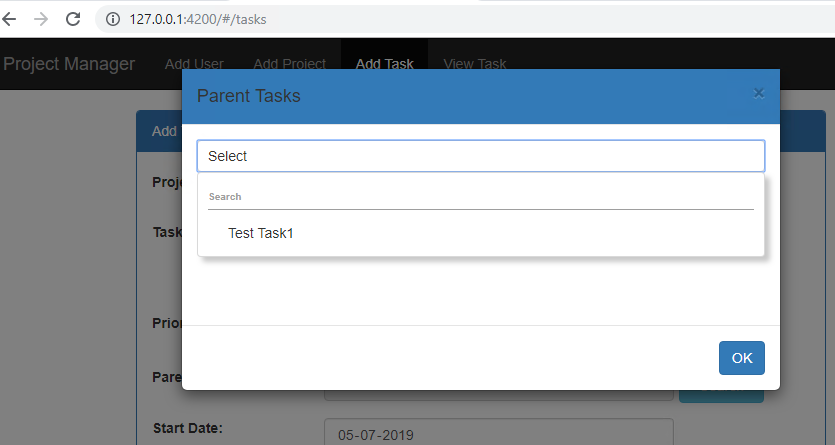 127.0.0.1:4200/#/tasks
Project Manager Add User Add Project Add Task View Task
Parent Tasks ×
Add
Select
Proje
Search
Task
Test Task1
Prior
OK
Pare
Start Date: 05-07-2019